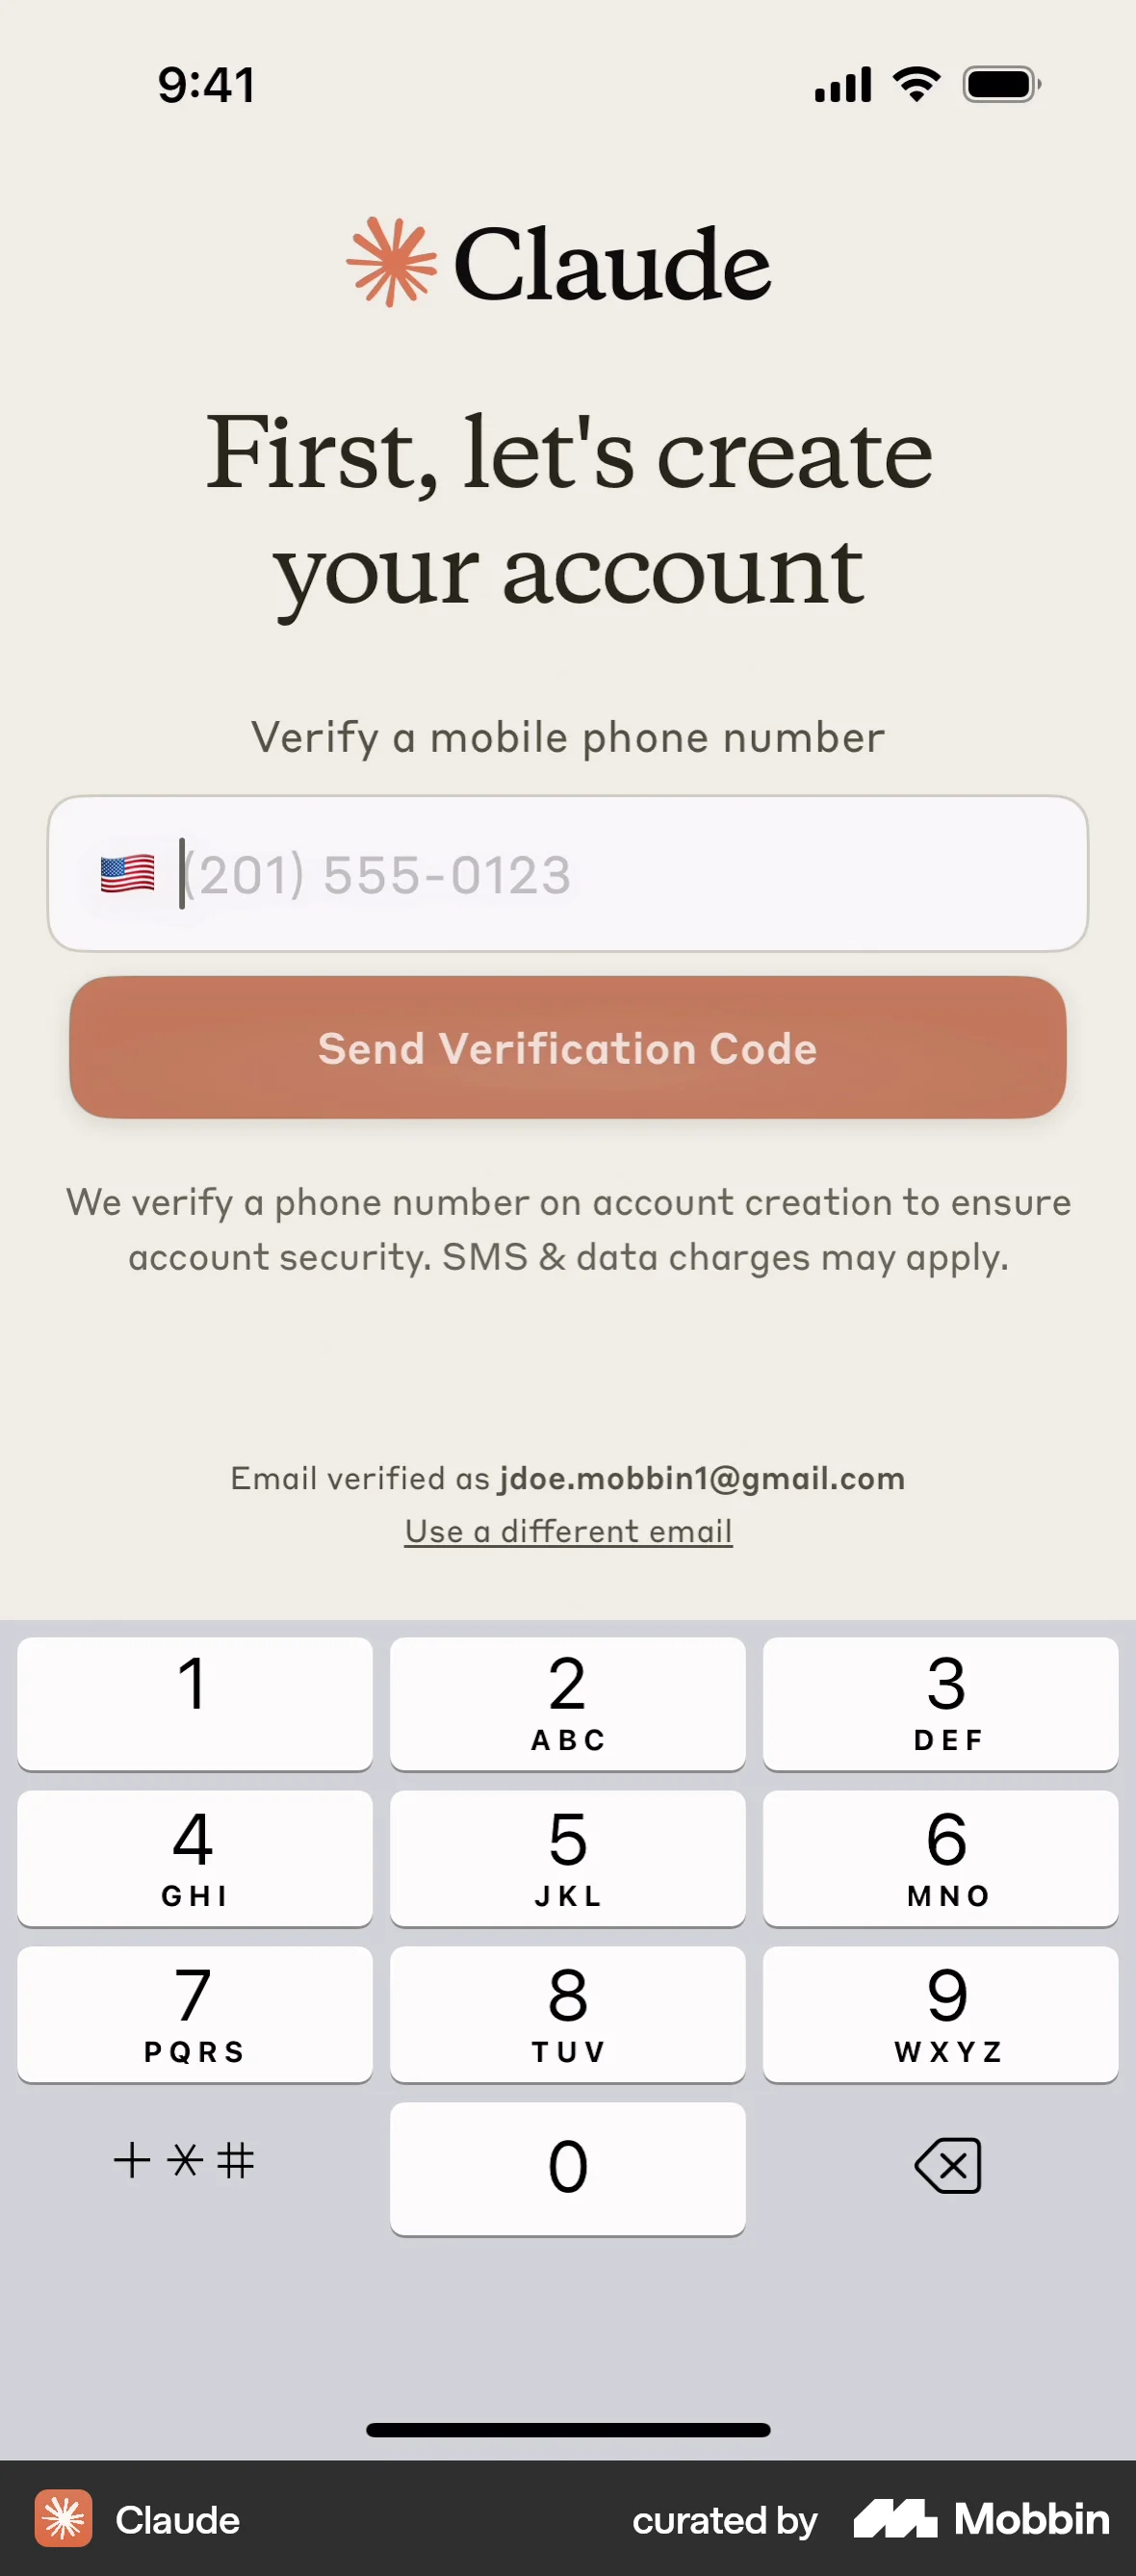 9:41
Claude
First, let's create
your account
Verify a mobile phone number
(201) 555-0123
Send Verification Code
We verify a phone number on account creation to ensure
account security. SMS & data charges may apply.
Email verified as jdoe.mobbin1@gmail.com
Use a different email
1 2 3
ABC DEF
4 5 6
GHI JKL MNO
7 8 9
PQRS TUV WXYZ
+ * # 0
Claude curated by Mobbin